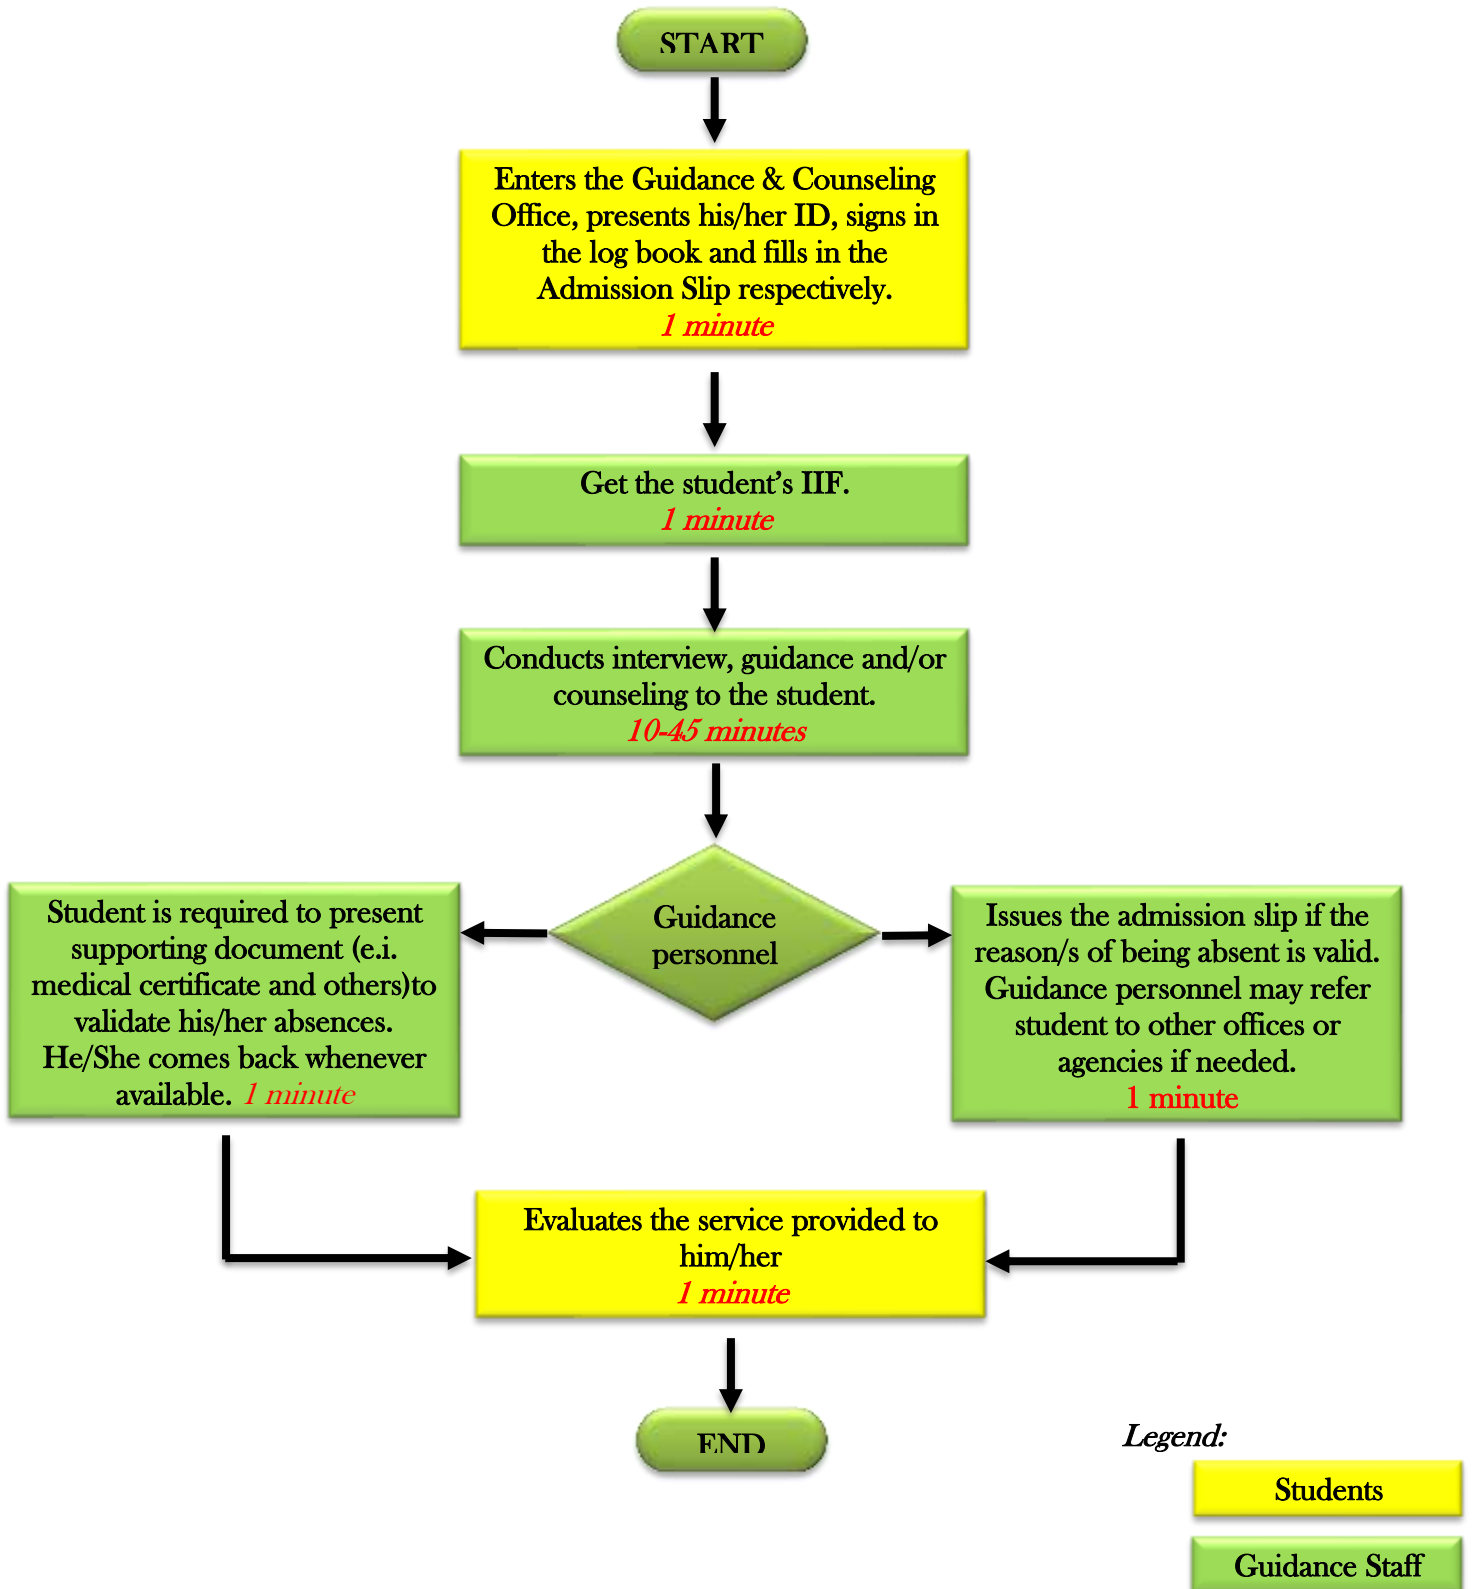 START
Enters the Guidance & Counseling
Office, presents his/her ID, signs in
the log book and fills in the
Admission Slip respectively.
1 minute
Get the student's IIF.
1 minute
Conducts interview, guidance and/or
counseling to the student.
10-45 minutes
Guidance
personnel
Student is required to present
supporting document (e.i.
medical certificate and others)to
validate his/her absences.
He/She comes back whenever
available. 1 minute
Issues the admission slip if the
reason/s of being absent is valid.
Guidance personnel may refer
student to other offices or
agencies if needed.
1 minute
Evaluates the service provided to
him/her
1 minute
END
Legend:
Students
Guidance Staff